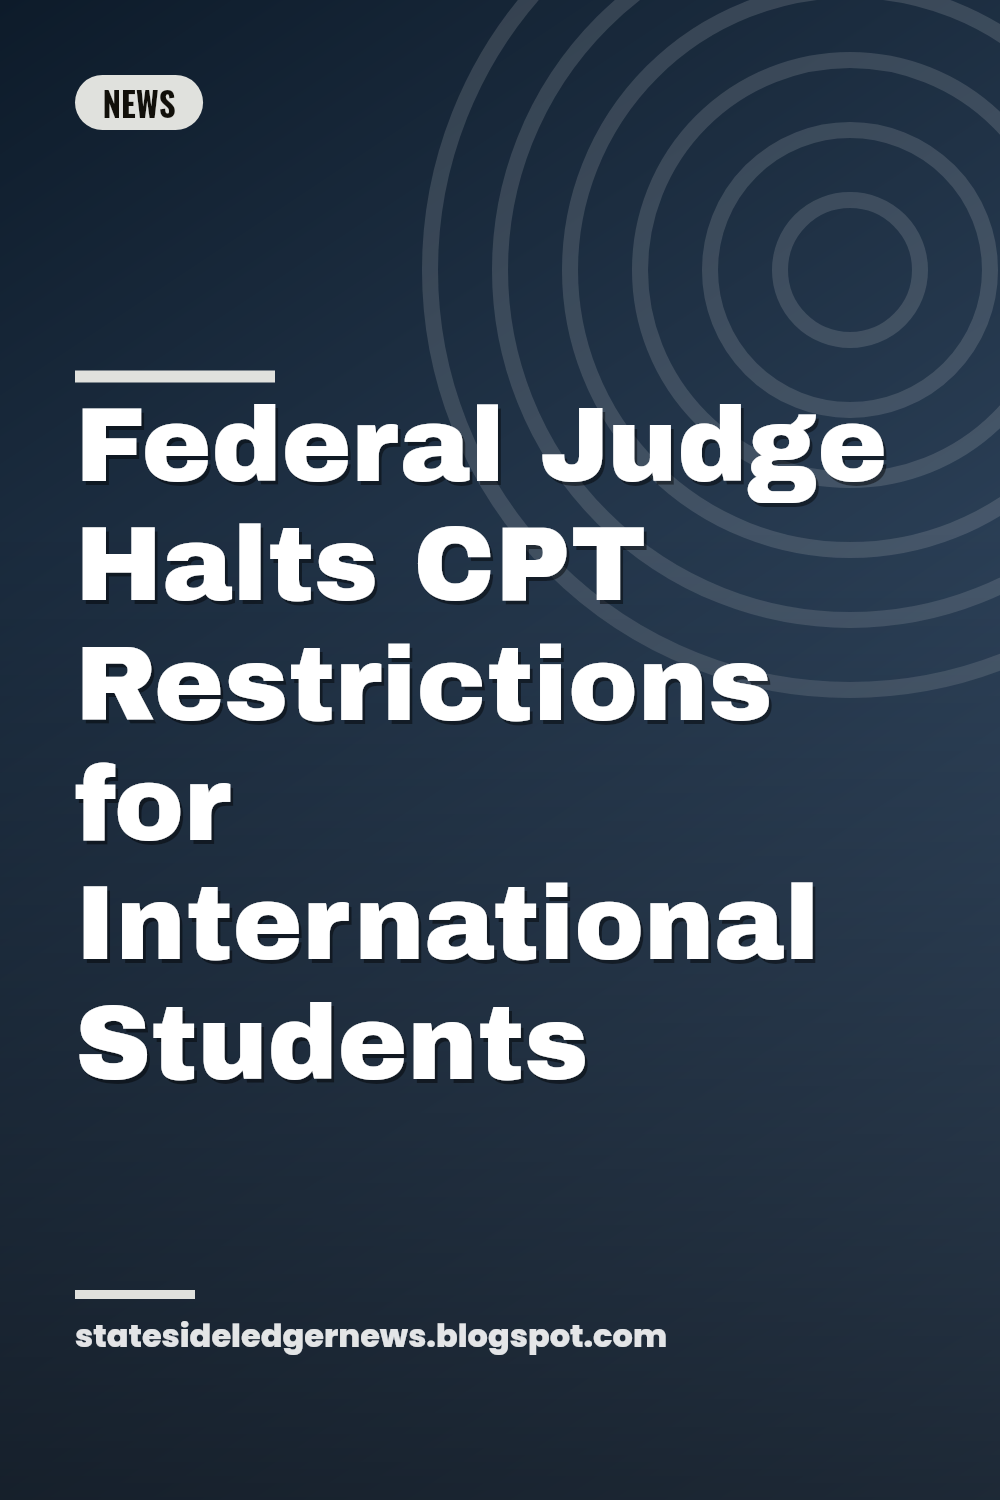 NEWS
Federal Judge
Halts CPT
Restrictions
for
International
Students
statesideledgernews.blogspot.com